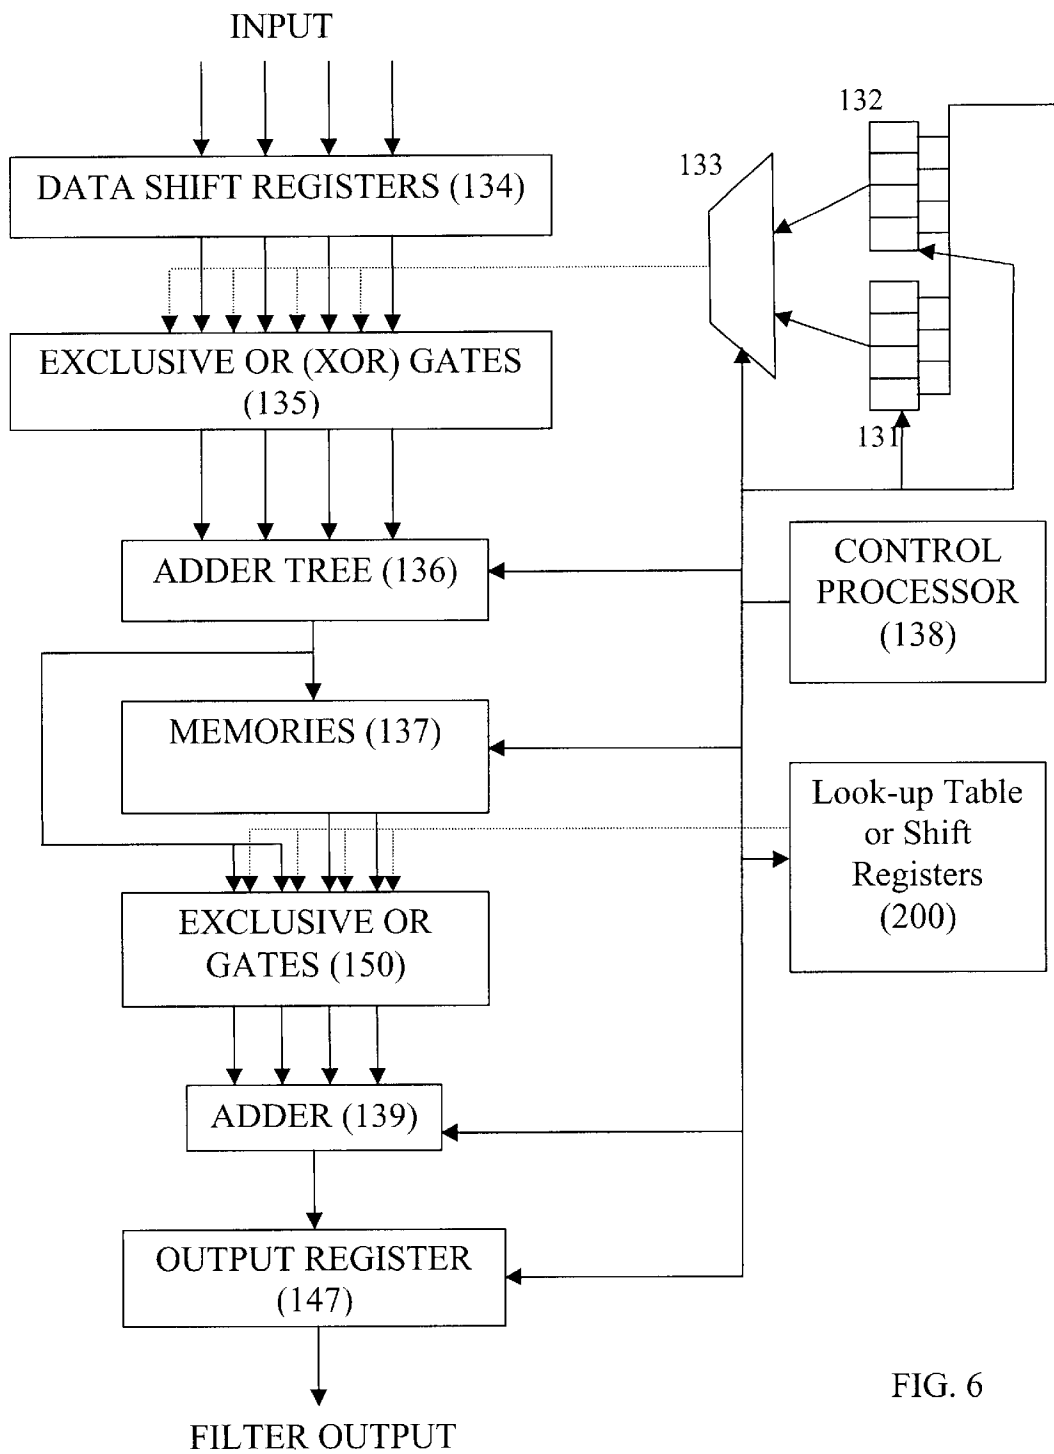 INPUT
132
133
DATA SHIFT REGISTERS (134)
EXCLUSIVE OR (XOR) GATES
(135)
131
ADDER TREE (136)
CONTROL
PROCESSOR
(138)
MEMORIES (137)
Look-up Table
or Shift
Registers
(200)
EXCLUSIVE OR
GATES (150)
ADDER (139)
OUTPUT REGISTER
(147)
FIG. 6
FILTER OUTPUT